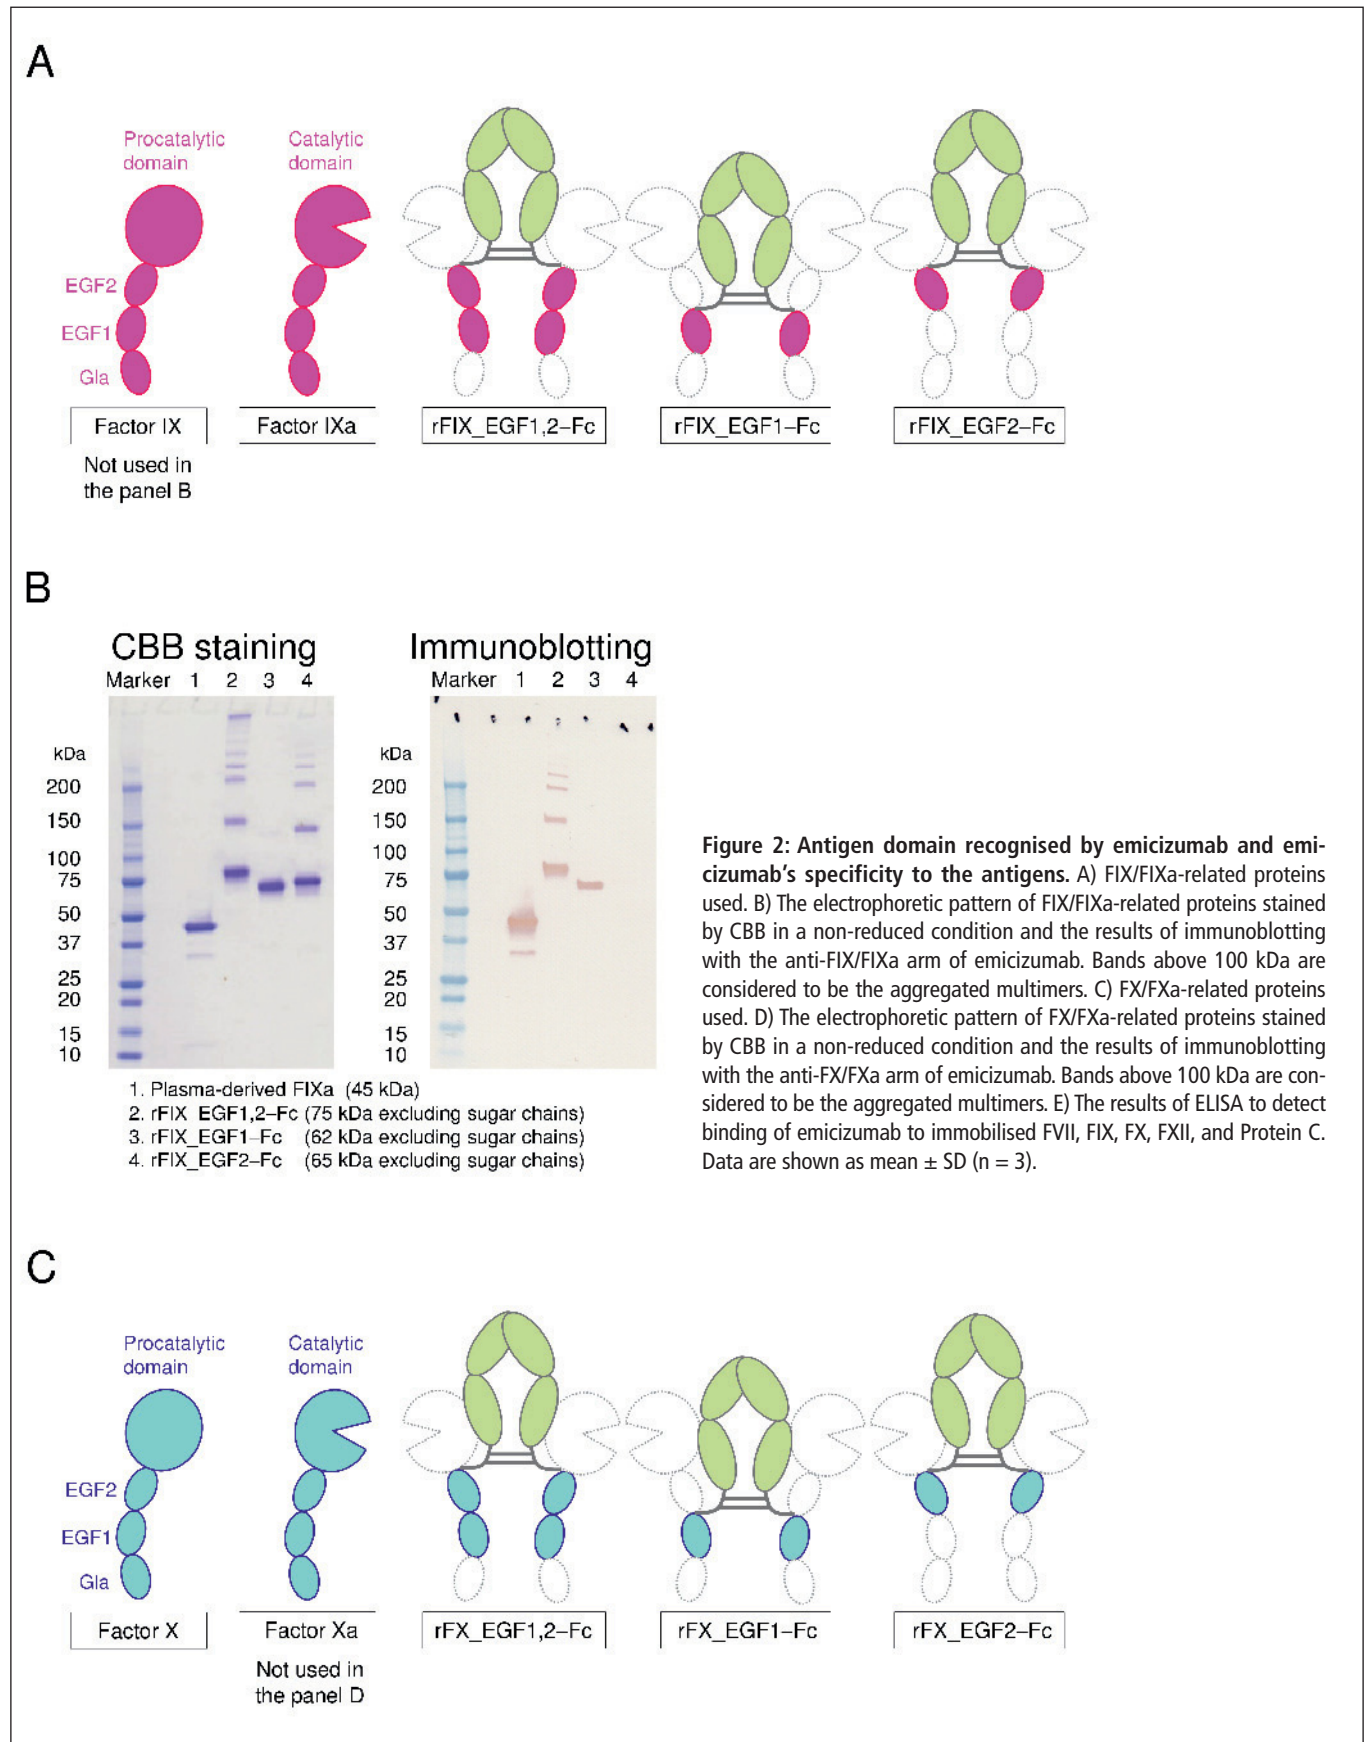 A
Procatalytic
domain
Catalytic
domain
EGF2
EGF1
Gla
Factor IX
Factor IXa
rFIX_EGF1,2–Fc
rFIX_EGF1–Fc
rFIX_EGF2–Fc
Not used in
the panel B
B
CBB staining
Immunoblotting
Marker 1 2 3 4
Marker 1 2 3 4
kDa
200
150
100
75
50
37
25
20
15
10
kDa
200
150
100
75
50
37
25
20
15
10
1. Plasma-derived FIXa (45 kDa)
2. rFIX_EGF1,2–Fc (75 kDa excluding sugar chains)
3. rFIX_EGF1–Fc (62 kDa excluding sugar chains)
4. rFIX_EGF2–Fc (65 kDa excluding sugar chains)
Figure 2: Antigen domain recognised by emicizumab and emi-
cizumab's specificity to the antigens. A) FIX/FIXa-related proteins
used. B) The electrophoretic pattern of FIX/FIXa-related proteins stained
by CBB in a non-reduced condition and the results of immunoblotting
with the anti-FIX/FIXa arm of emicizumab. Bands above 100 kDa are
considered to be the aggregated multimers. C) FX/FXa-related proteins
used. D) The electrophoretic pattern of FX/FXa-related proteins stained
by CBB in a non-reduced condition and the results of immunoblotting
with the anti-FX/FXa arm of emicizumab. Bands above 100 kDa are con-
sidered to be the aggregated multimers. E) The results of ELISA to detect
binding of emicizumab to immobilised FVII, FIX, FX, FXII, and Protein C.
Data are shown as mean ± SD (n = 3).
C
Procatalytic
domain
Catalytic
domain
EGF2
EGF1
Gla
Factor X
Factor Xa
rFX_EGF1,2–Fc
rFX_EGF1–Fc
rFX_EGF2–Fc
Not used in
the panel D